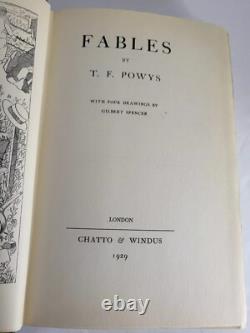 FABLES
BY
T. F. POWYS
WITH FOUR DRAWINGS BY
GILBERT SPENCER
LONDON
CHATTO & WINDUS
1929